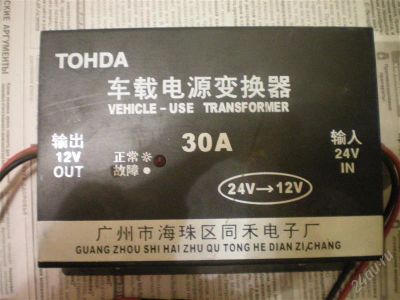 TOHDA
车载电源变换器
VEHICLE-USE TRANSFORMER
输出
12V
OUT
正常
故障
30A
输入
24V
IN
24V→12V
广州市海珠区同禾电子厂
GUANG ZHOU SHI HAI ZHU QU TONG HE DIAN ZI,CHANG
24au.ru